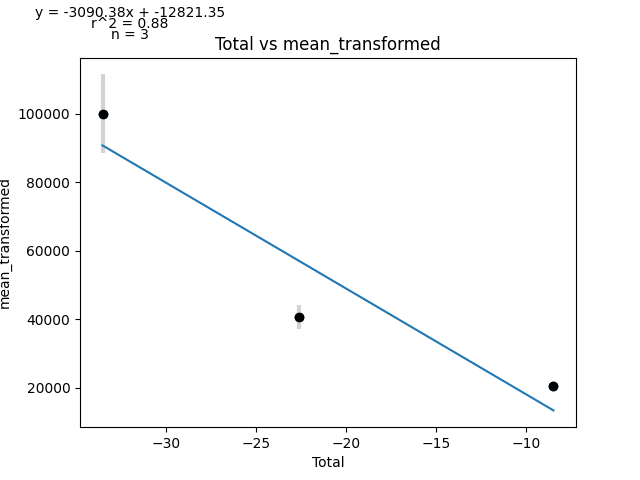 y = -3090.38x + -12821.35
r^2 = 0.88
n = 3
Total vs mean_transformed
100000
80000
60000
40000
20000
mean_transformed
−30
−25
−20
−15
−10
Total